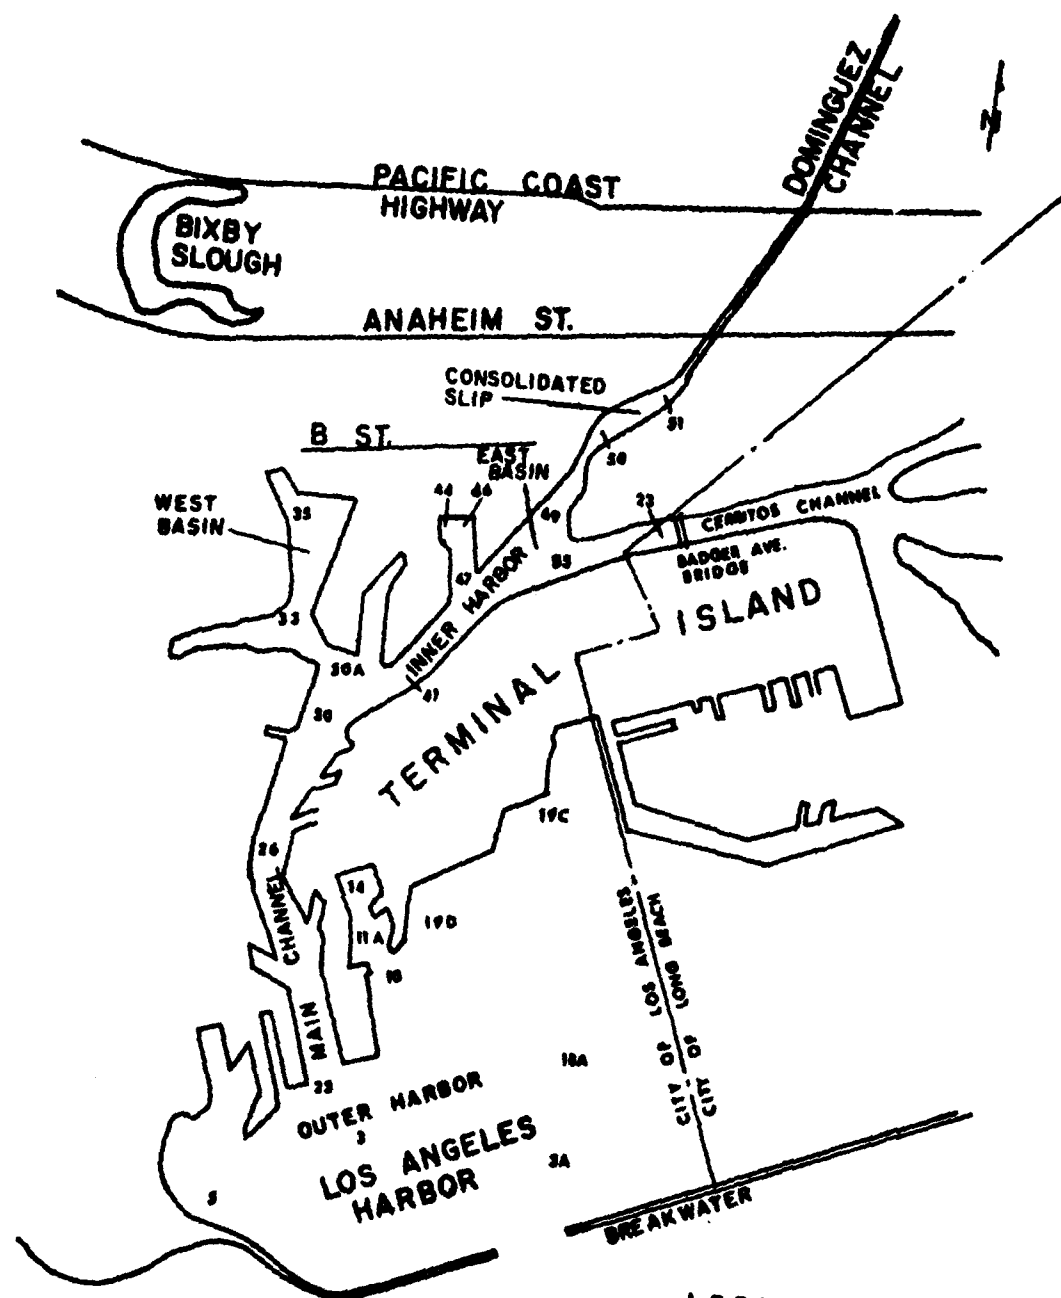 DOMINGUEZ
CHANNEL
N
PACIFIC COAST
HIGHWAY
BIXBY
SLOUGH
ANAHEIM ST.
CONSOLIDATED
SLIP
51
B ST.
50
EAST
BASIN
44
46
23
49
WEST
BASIN
35
CERRITOS CHANNEL
BADGER AVE.
BRIDGE
55
47
INNER HARBOR
ISLAND
33
30A
41
30
TERMINAL
19C
26
14
CITY OF LOS ANGELES
CITY OF LONG BEACH
CHANNEL
11A
19D
10
MAIN
18A
25
OUTER HARBOR
3
LOS ANGELES
HARBOR
3A
5
BREAKWATER